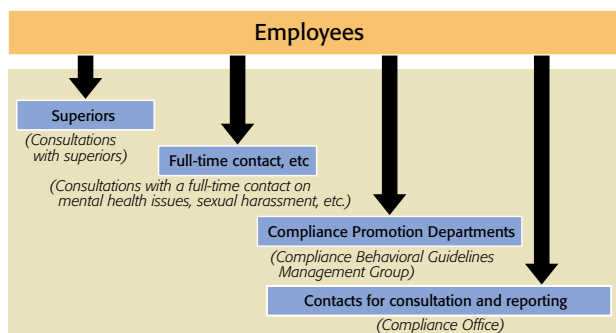 Employees
Superiors
(Consultations
with superiors)
Full-time contact, etc
(Consultations with a full-time contact on
mental health issues, sexual harassment, etc.)
Compliance Promotion Departments
(Compliance Behavioral Guidelines
Management Group)
Contacts for consultation and reporting
(Compliance Office)